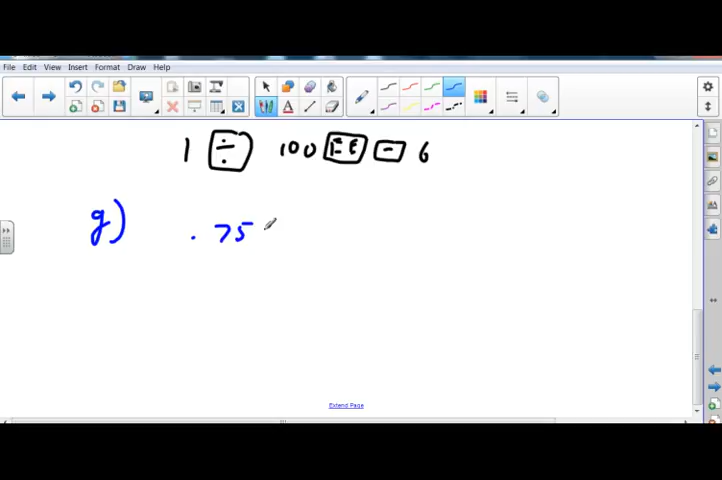 File Edit View Insert Format Draw Help
1 ÷ 100 EE - 6
g) . 75
Extend Page